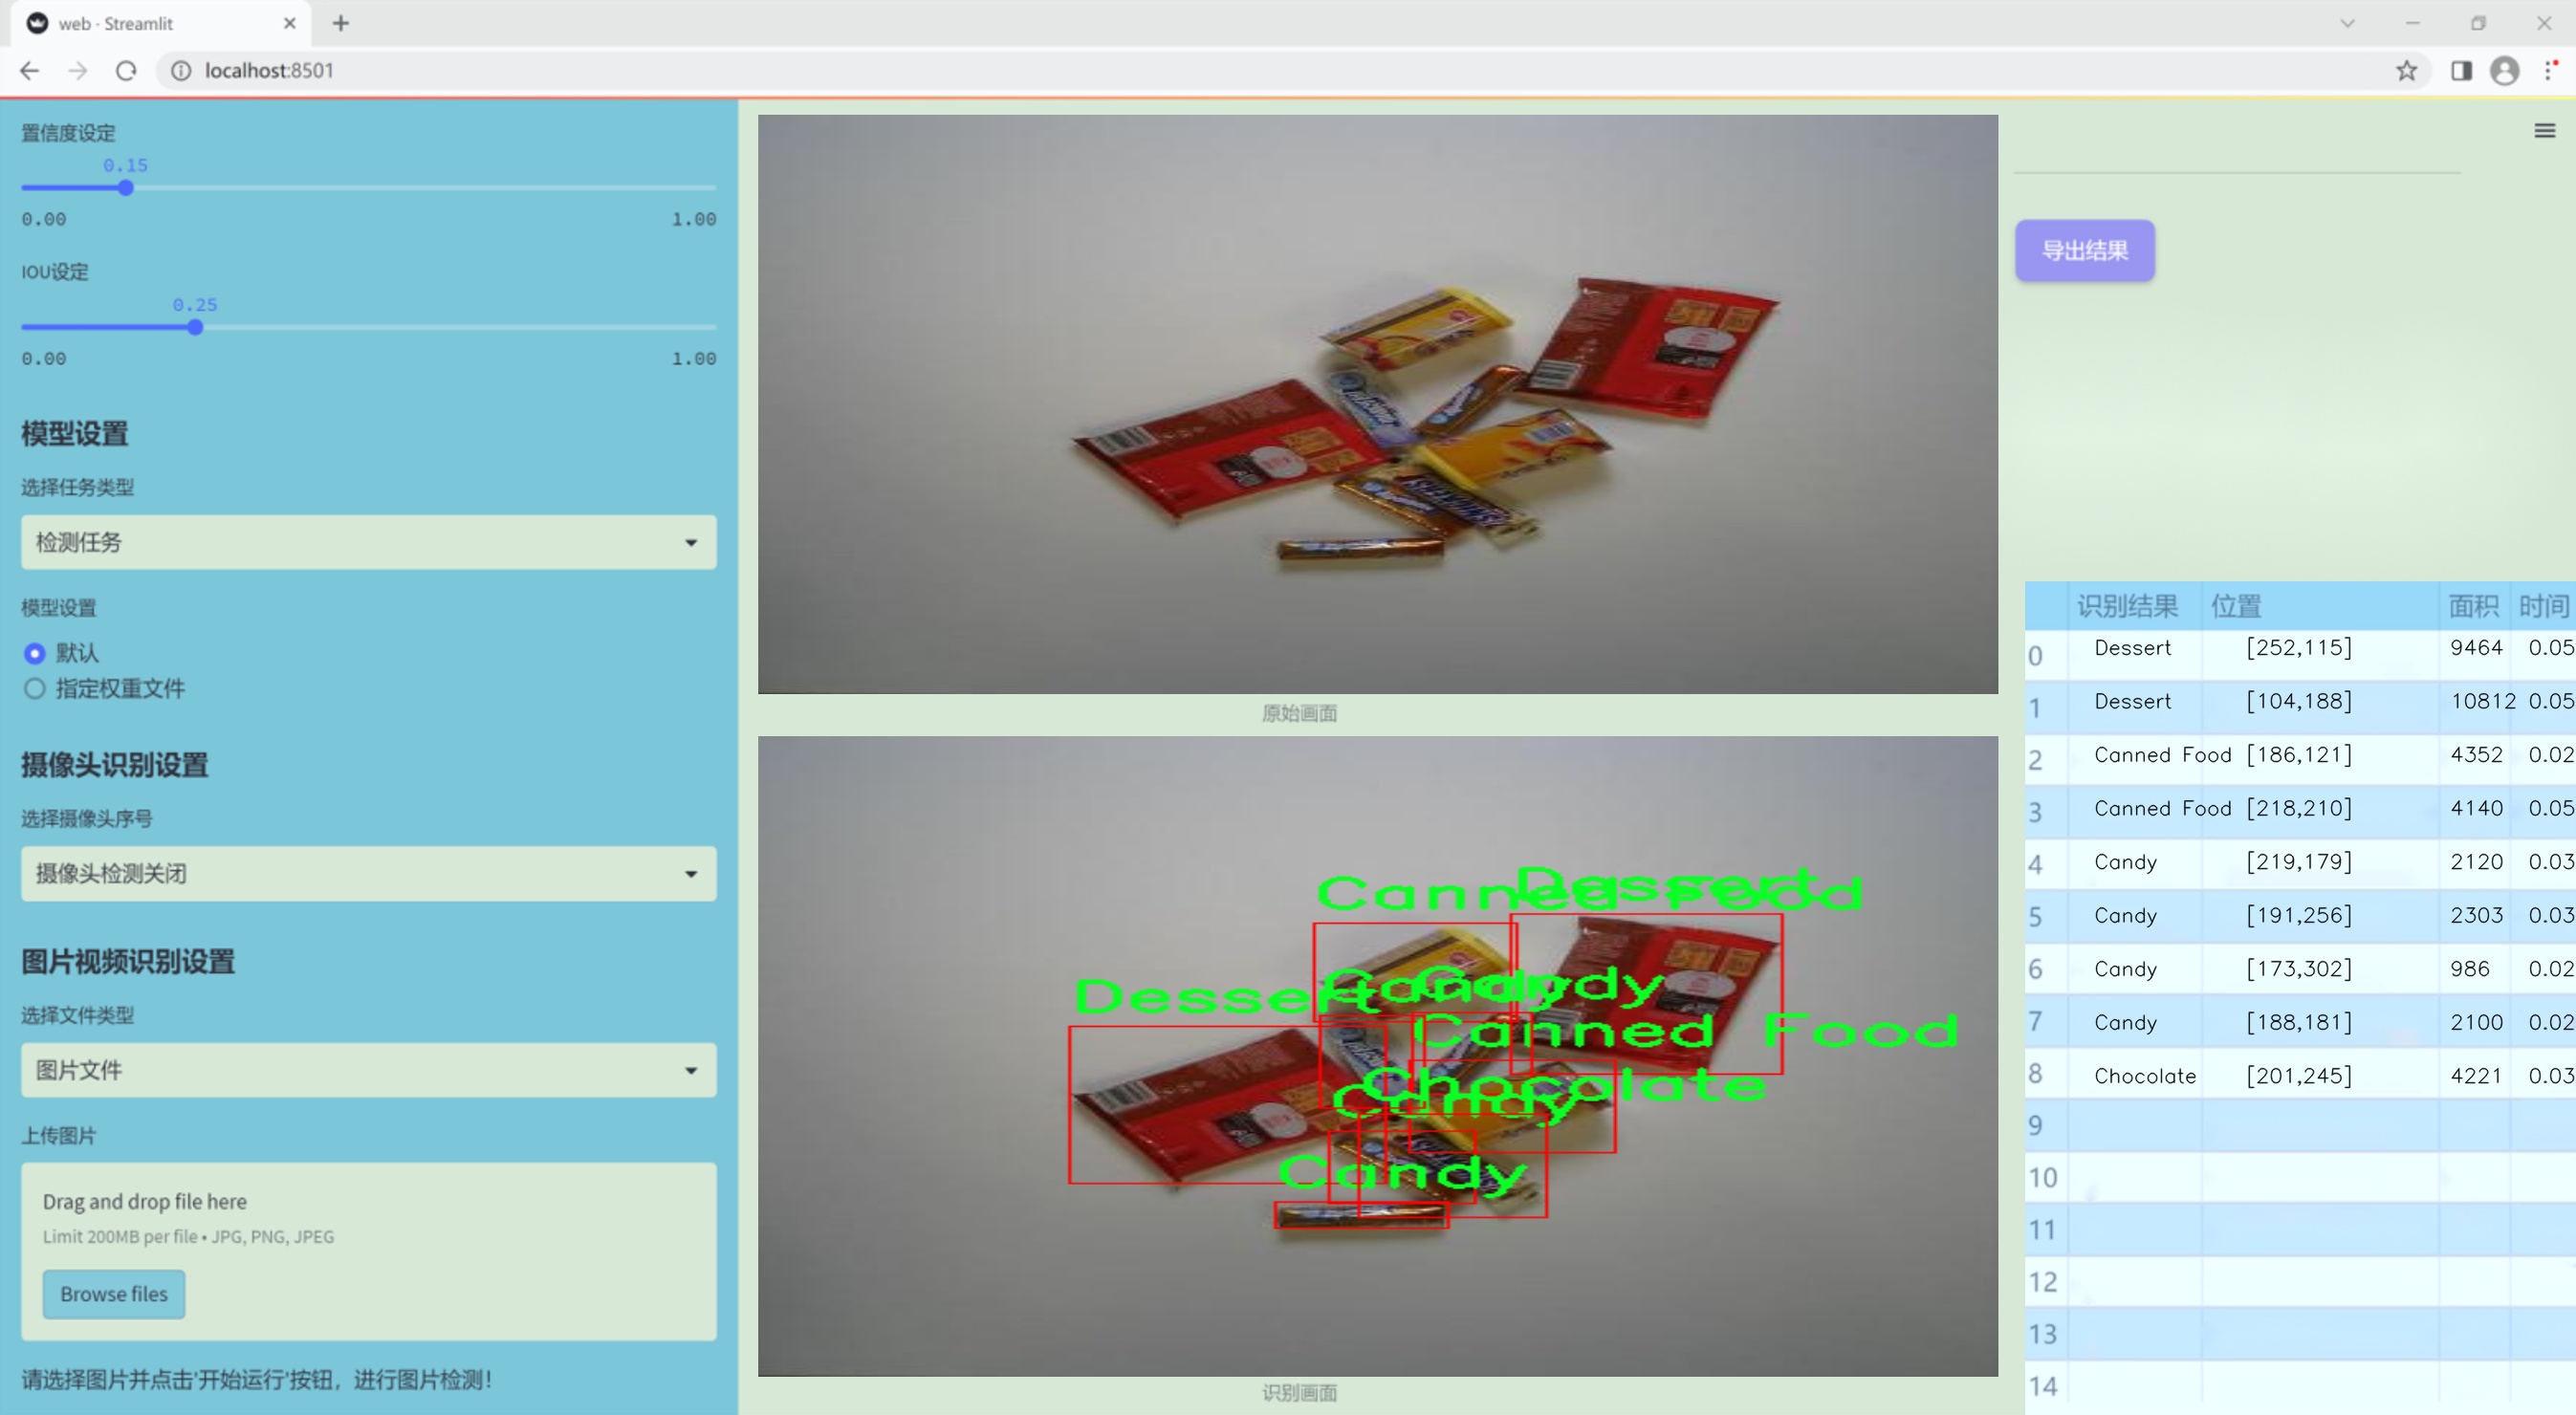 web · Streamlit
localhost:8501
置信度设定
0.15
0.00 1.00
IOU设定
0.25
0.00 1.00
模型设置
选择任务类型
检测任务
模型设置
默认
指定权重文件
摄像头识别设置
选择摄像头序号
摄像头检测关闭
图片视频识别设置
选择文件类型
图片文件
上传图片
Drag and drop file here
Limit 200MB per file • JPG, PNG, JPEG
Browse files
请选择图片并点击'开始运行'按钮，进行图片检测！
原始画面
Canned Food
Dessert
Dessert
Candy
Candy
Canned Food
Chocolate
Candy
Candy
识别画面
导出结果
识别结果 位置 面积 时间
0 Dessert [252,115] 9464 0.05
1 Dessert [104,188] 10812 0.05
2 Canned Food [186,121] 4352 0.02
3 Canned Food [218,210] 4140 0.05
4 Candy [219,179] 2120 0.03
5 Candy [191,256] 2303 0.03
6 Candy [173,302] 986 0.02
7 Candy [188,181] 2100 0.02
8 Chocolate [201,245] 4221 0.03
9
10
11
12
13
14